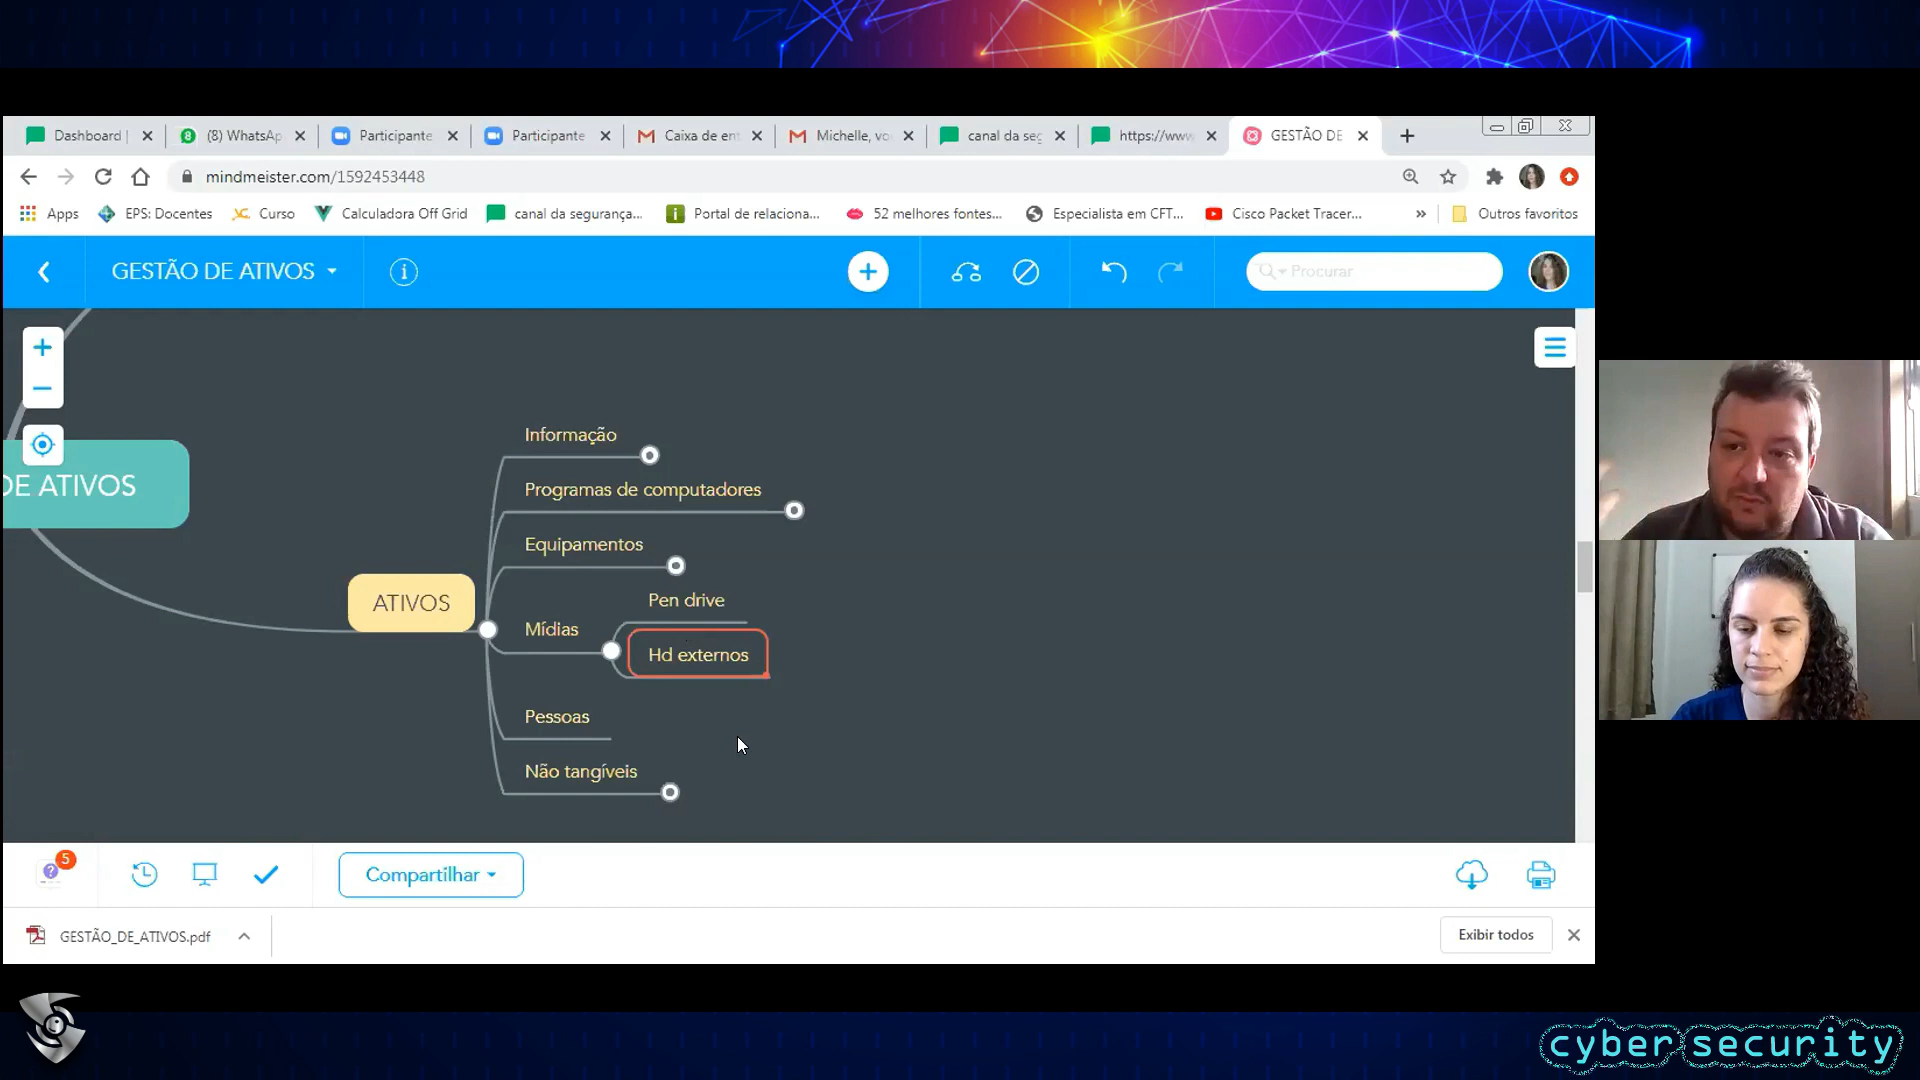 Dashboard |
(8) WhatsAp
Participante
Participante
Caixa de en
Michelle, vo
canal da seg
https://www
GESTÃO DE
mindmeister.com/1592453448
Apps
EPS: Docentes
Curso
Calculadora Off Grid
canal da segurança...
Portal de relaciona...
52 melhores fontes...
Especialista em CFT...
Cisco Packet Tracer...
»
Outros favoritos
GESTÃO DE ATIVOS
Procurar
Informação
DE ATIVOS
Programas de computadores
Equipamentos
ATIVOS
Pen drive
Mídias
Hd externos
Pessoas
Não tangíveis
5
Compartilhar
GESTÃO_DE_ATIVOS.pdf
Exibir todos
cyber security